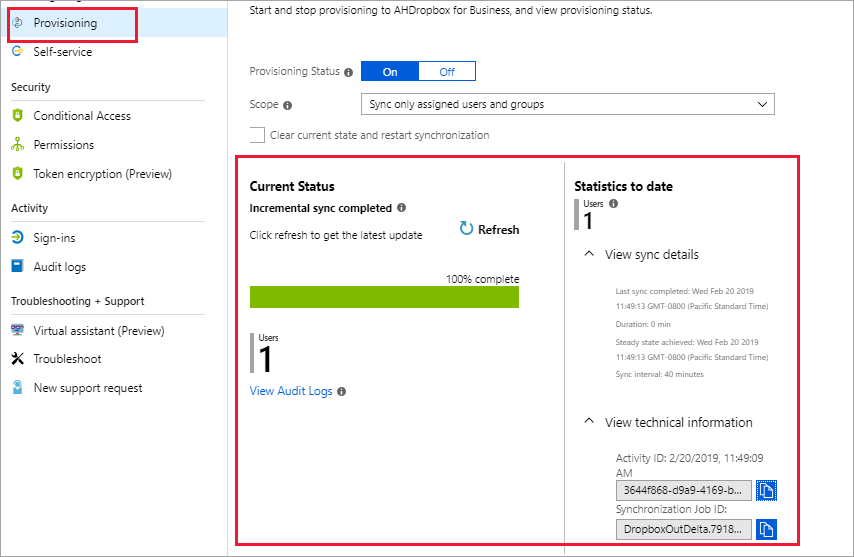 Provisioning
Self-service
Security
Conditional Access
Permissions
Token encryption (Preview)
Activity
Sign-ins
Audit logs
Troubleshooting + Support
Virtual assistant (Preview)
Troubleshoot
New support request
Start and stop provisioning to AHDropbox for Business, and view provisioning status.
Provisioning Status
On
Off
Scope
Sync only assigned users and groups
Clear current state and restart synchronization
Current Status
Incremental sync completed
Click refresh to get the latest update
Refresh
100% complete
Users
1
View Audit Logs
Statistics to date
Users
1
View sync details
Last sync completed: Wed Feb 20 2019
11:49:13 GMT-0800 (Pacific Standard Time)
Duration: 0 min
Steady state achieved: Wed Feb 20 2019
11:49:13 GMT-0800 (Pacific Standard Time)
Sync interval: 40 minutes
View technical information
Activity ID: 2/20/2019, 11:49:09
AM
3644f868-d9a9-4169-b...
Synchronization Job ID:
DropboxOutDelta.7918...